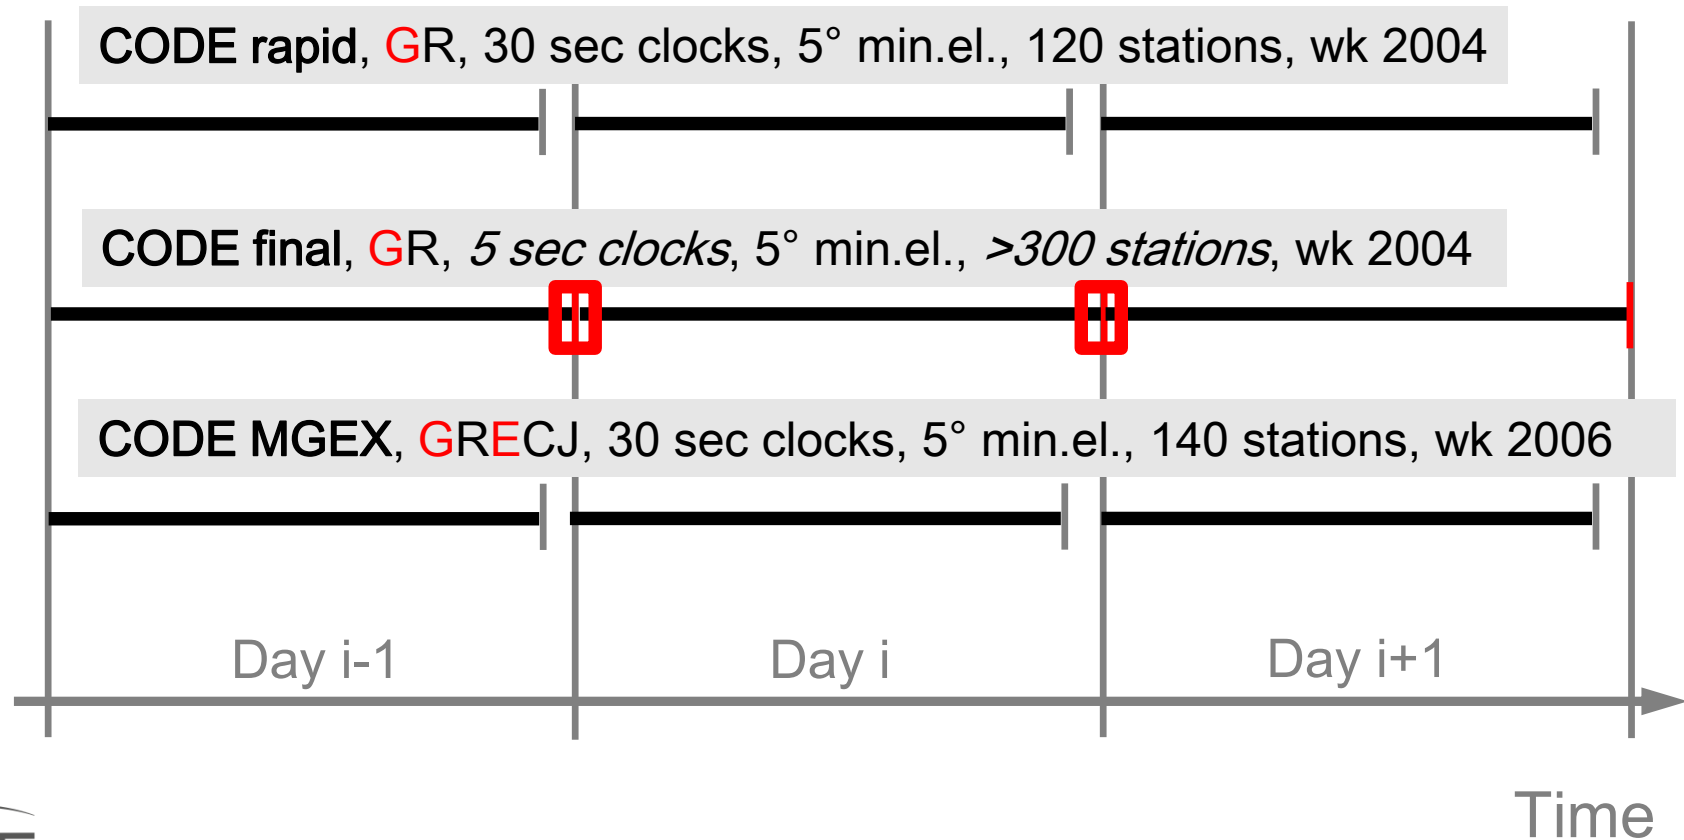 CODE rapid, GR, 30 sec clocks, 5° min.el., 120 stations, wk 2004
CODE final, GR, 5 sec clocks, 5° min.el., >300 stations, wk 2004
CODE MGEX, GRECJ, 30 sec clocks, 5° min.el., 140 stations, wk 2006
Day i-1 Day i Day i+1
Time